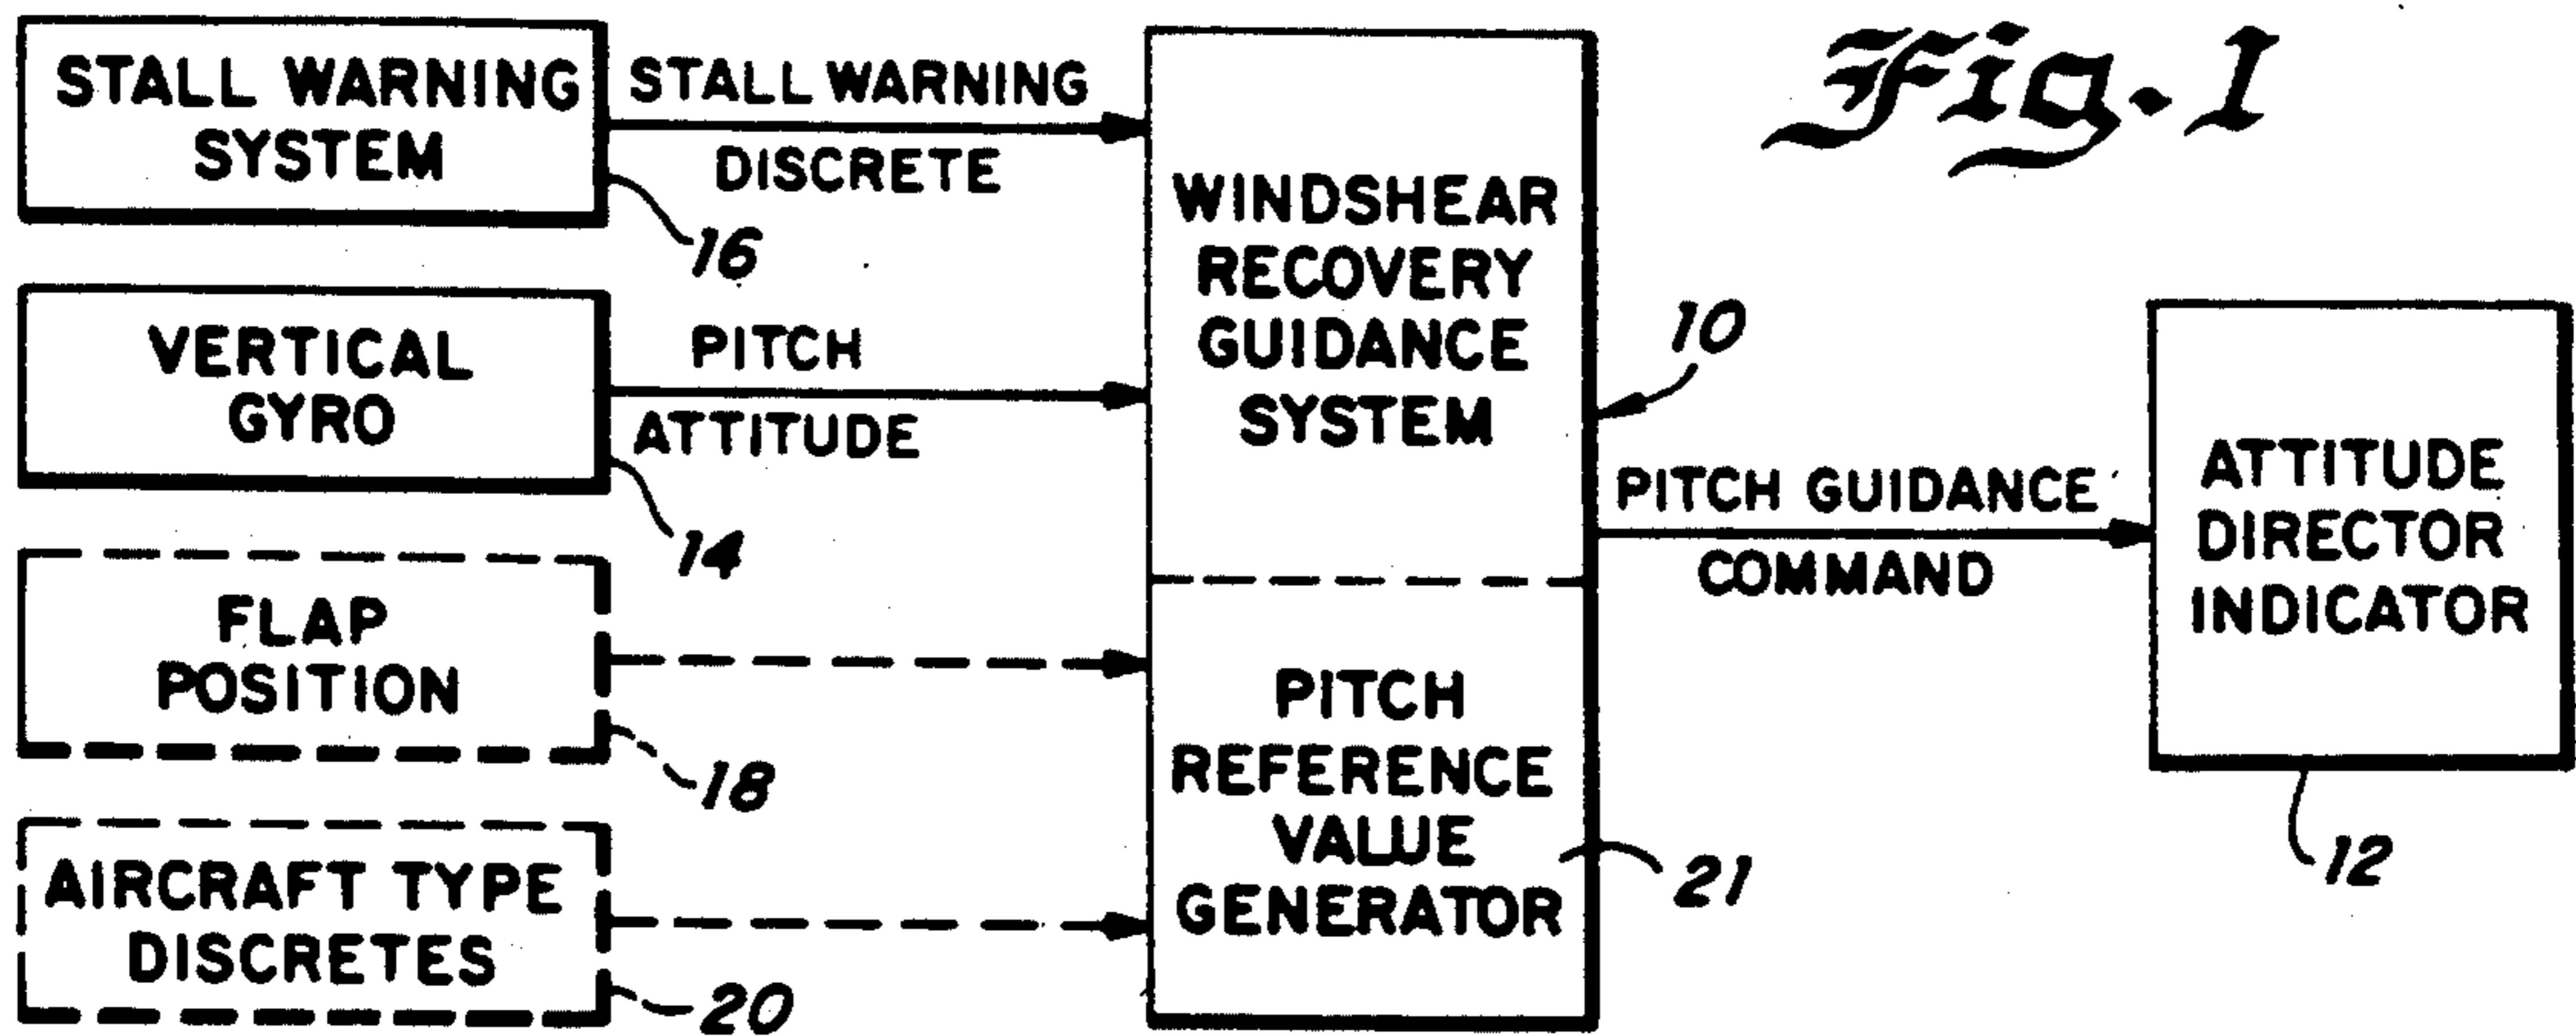 Fig. 1
STALL WARNING
SYSTEM
16
STALL WARNING
DISCRETE
VERTICAL
GYRO
14
PITCH
ATTITUDE
FLAP
POSITION
18
AIRCRAFT TYPE
DISCRETES
20
WINDSHEAR
RECOVERY
GUIDANCE
SYSTEM
10
PITCH
REFERENCE
VALUE
GENERATOR
21
PITCH GUIDANCE
COMMAND
ATTITUDE
DIRECTOR
INDICATOR
12